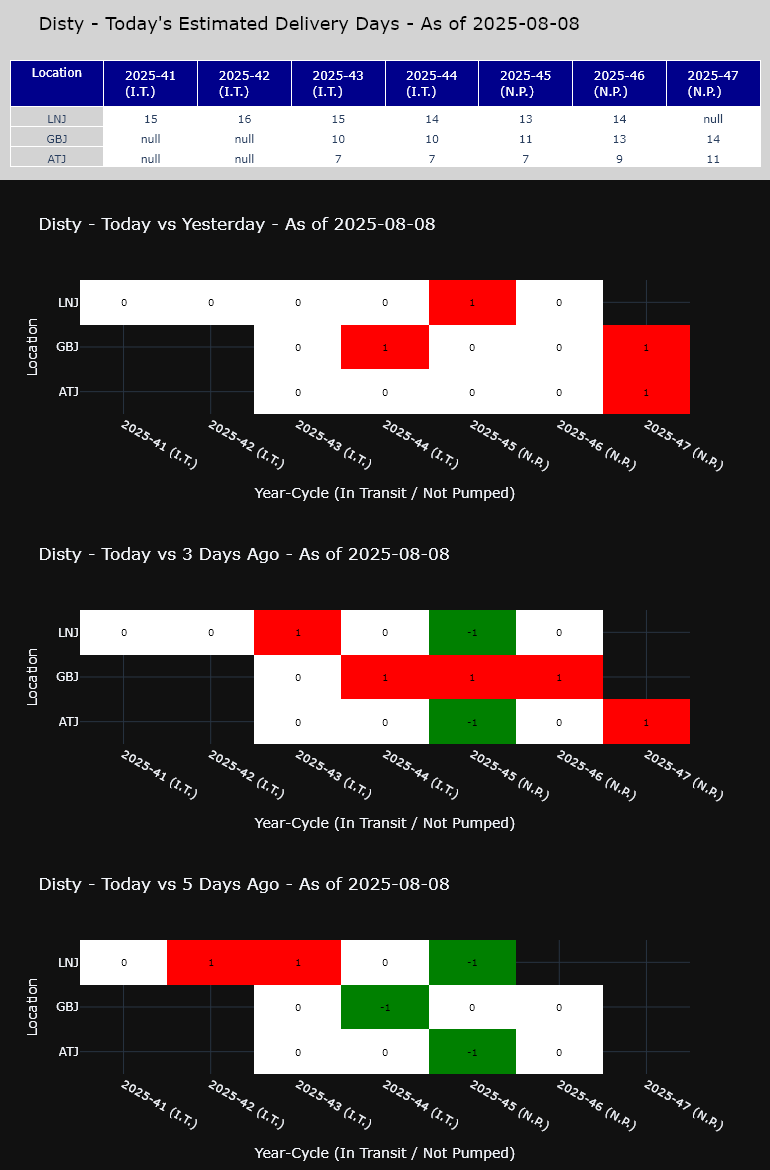 Disty - Today's Estimated Delivery Days - As of 2025-08-08
Location 2025-41 (I.T.) 2025-42 (I.T.) 2025-43 (I.T.) 2025-44 (I.T.) 2025-45 (N.P.) 2025-46 (N.P.) 2025-47 (N.P.)
LNJ 15 16 15 14 13 14 null
GBJ null null 10 10 11 13 14
ATJ null null 7 7 7 9 11
Disty - Today vs Yesterday - As of 2025-08-08
Location
LNJ 0 0 0 0 1 0
GBJ 0 1 0 0 1
ATJ 0 0 0 0 1
2025-41 (I.T.) 2025-42 (I.T.) 2025-43 (I.T.) 2025-44 (I.T.) 2025-45 (N.P.) 2025-46 (N.P.) 2025-47 (N.P.)
Year-Cycle (In Transit / Not Pumped)
Disty - Today vs 3 Days Ago - As of 2025-08-08
Location
LNJ 0 0 1 0 -1 0
GBJ 0 1 1 1
ATJ 0 0 -1 0 1
2025-41 (I.T.) 2025-42 (I.T.) 2025-43 (I.T.) 2025-44 (I.T.) 2025-45 (N.P.) 2025-46 (N.P.) 2025-47 (N.P.)
Year-Cycle (In Transit / Not Pumped)
Disty - Today vs 5 Days Ago - As of 2025-08-08
Location
LNJ 0 1 1 0 -1
GBJ 0 -1 0 0
ATJ 0 0 -1 0
2025-41 (I.T.) 2025-42 (I.T.) 2025-43 (I.T.) 2025-44 (I.T.) 2025-45 (N.P.) 2025-46 (N.P.) 2025-47 (N.P.)
Year-Cycle (In Transit / Not Pumped)